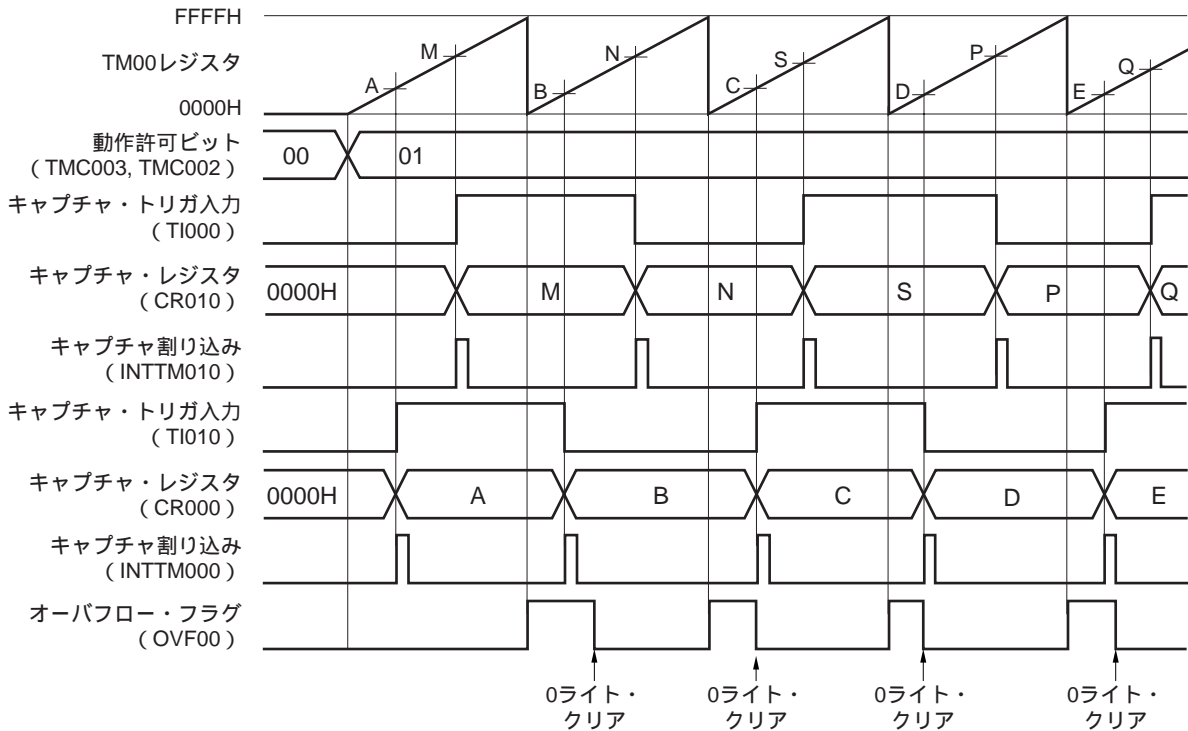 FFFFH
TM00レジスタ
0000H
A
M
B
N
C
S
D
P
E
Q
動作許可ビット
（TMC003, TMC002）
00
01
キャプチャ・トリガ入力
（TI000）
キャプチャ・レジスタ
（CR010）
0000H
M
N
S
P
Q
キャプチャ割り込み
（INTTM010）
キャプチャ・トリガ入力
（TI010）
キャプチャ・レジスタ
（CR000）
0000H
A
B
C
D
E
キャプチャ割り込み
（INTTM000）
オーバフロー・フラグ
（OVF00）
0ライト・
クリア
0ライト・
クリア
0ライト・
クリア
0ライト・
クリア